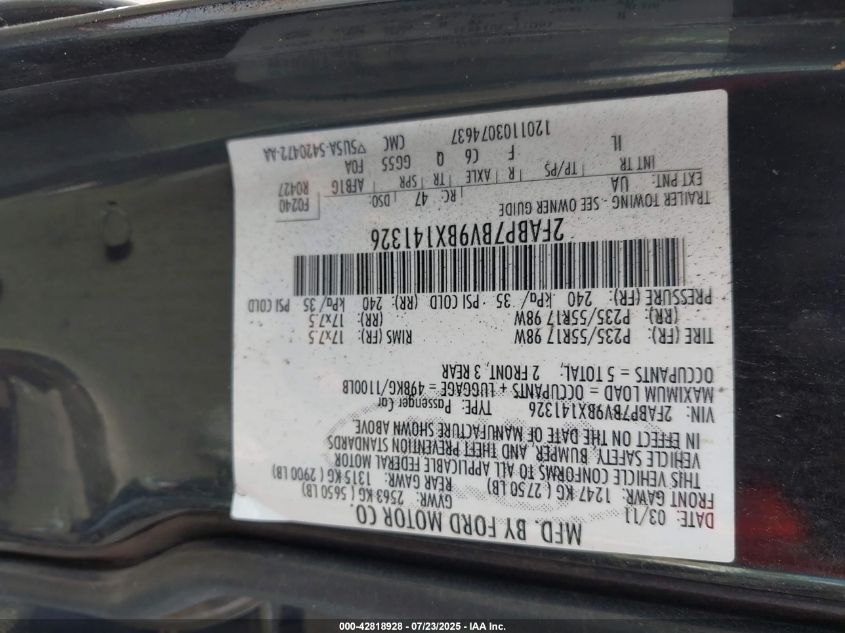 MFD. BY FORD MOTOR CO.
DATE: 03/11 GVWR: 2563 KG ( 5650 LB)
FRONT GAWR: 1247 KG ( 2750 LB) REAR GAWR: 1315 KG ( 2900 LB)
THIS VEHICLE CONFORMS TO ALL APPLICABLE FEDERAL MOTOR
VEHICLE SAFETY, BUMPER, AND THEFT PREVENTION STANDARDS
IN EFFECT ON THE DATE OF MANUFACTURE SHOWN ABOVE.
VIN: 2FABP7BV9BX141326 TYPE: Passenger Car
MAXIMUM LOAD = OCCUPANTS + LUGGAGE = 498KG/1100LB
OCCUPANTS = 5 TOTAL: 2 FRONT, 3 REAR
TIRE (FR): P235/55R17 98W RIMS (FR): 17x7.5
(RR): P235/55R17 98W (RR): 17x7.5
PRESSURE (FR): 240 kPa/ 35 PSI COLD (RR): 240 kPa/ 35 PSI COLD
2FABP7BV9BX141326
TRAILER TOWING - SEE OWNER GUIDE
F0240
R0427
EXT PNT: UA RC: 47 DSO:
INT TR TP/PS R AXLE TR SPR AFB1G
IL F C6 Q GG55 FOA
1201103074637 CMC ▽5USA-5420472-AA
000-42818928 - 07/23/2025 - IAA Inc.